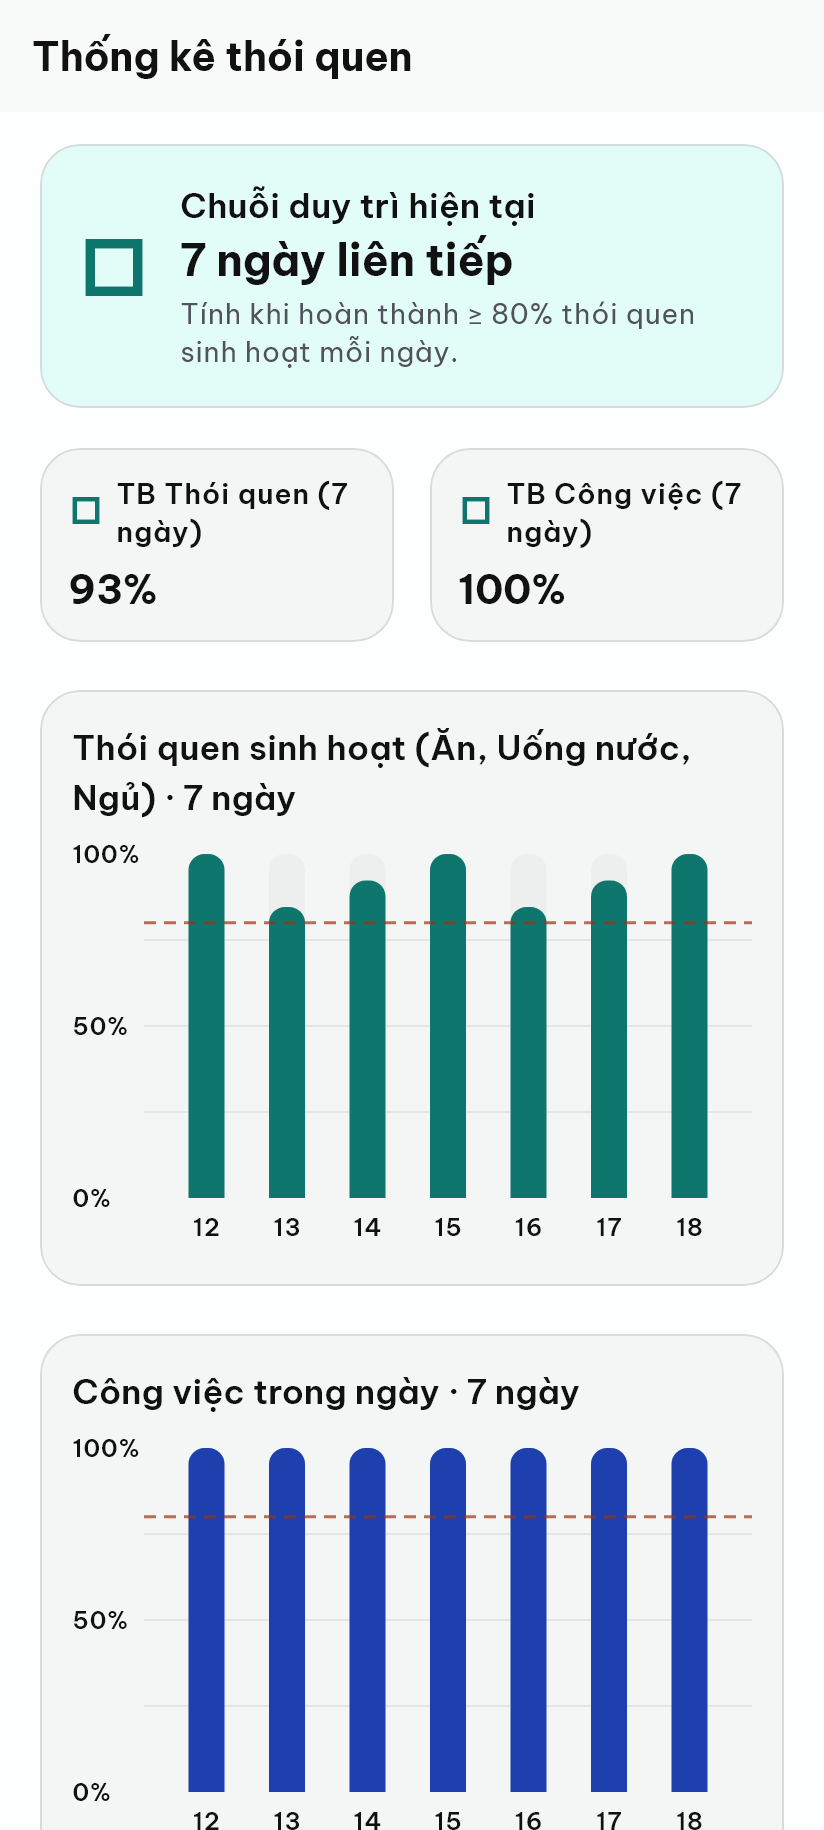 Thống kê thói quen
Chuỗi duy trì hiện tại
7 ngày liên tiếp
Tính khi hoàn thành ≥ 80% thói quen
sinh hoạt mỗi ngày.
TB Thói quen (7
ngày)
93%
TB Công việc (7
ngày)
100%
Thói quen sinh hoạt (Ăn, Uống nước,
Ngủ) · 7 ngày
100%
50%
0%
12 13 14 15 16 17 18
Công việc trong ngày · 7 ngày
100%
50%
0%
12 13 14 15 16 17 18